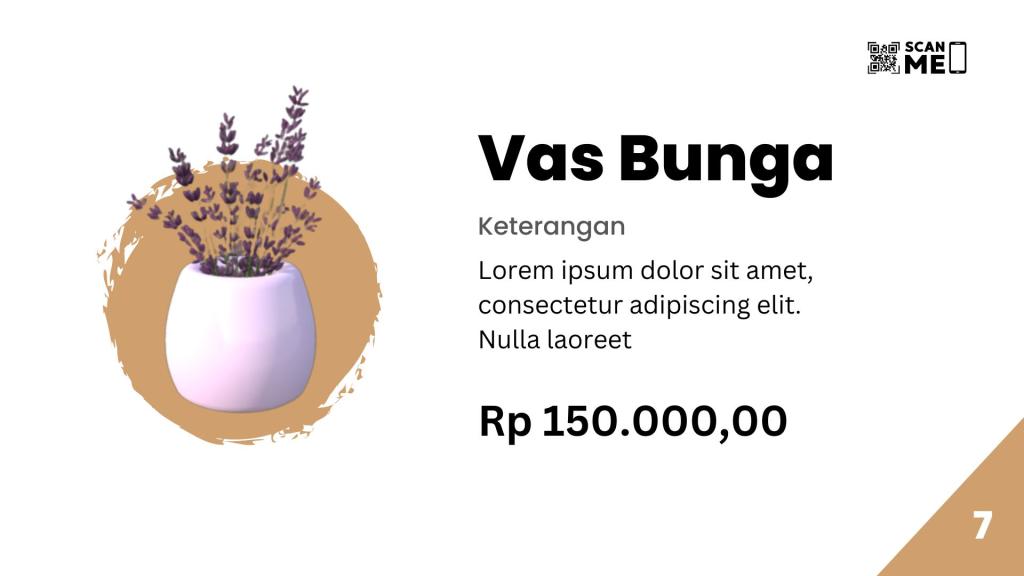 SCAN
ME
Vas Bunga
Keterangan
Lorem ipsum dolor sit amet,
consectetur adipiscing elit.
Nulla laoreet
Rp 150.000,00
7